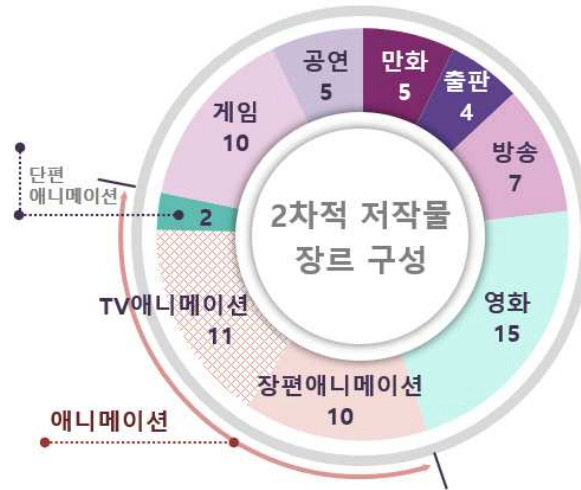 공연
5
만화
5
출판
4
방송
7
영화
15
장편애니메이션
10
TV애니메이션
11
2
단편
애니메이션
게임
10
2차적 저작물
장르 구성
애니메이션